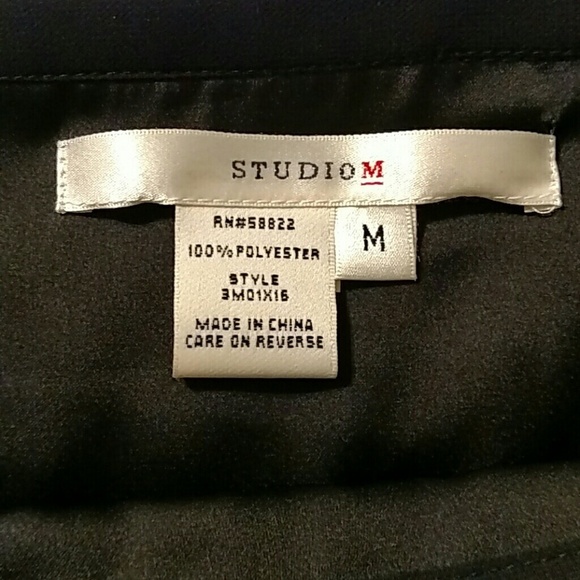 STUDIOM
RN#58822
100%POLYESTER
STYLE
3M01X16
MADE IN CHINA
CARE ON REVERSE
M